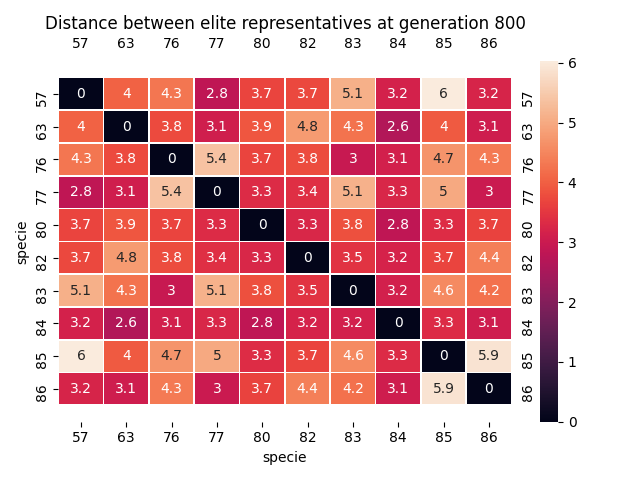 Distance between elite representatives at generation 800
57 63 76 77 80 82 83 84 85 86
57 0 4 4.3 2.8 3.7 3.7 5.1 3.2 6 3.2 57
63 4 0 3.8 3.1 3.9 4.8 4.3 2.6 4 3.1 63
76 4.3 3.8 0 5.4 3.7 3.8 3 3.1 4.7 4.3 76
77 2.8 3.1 5.4 0 3.3 3.4 5.1 3.3 5 3 77
80 3.7 3.9 3.7 3.3 0 3.3 3.8 2.8 3.3 3.7 80
82 3.7 4.8 3.8 3.4 3.3 0 3.5 3.2 3.7 4.4 82
83 5.1 4.3 3 5.1 3.8 3.5 0 3.2 4.6 4.2 83
84 3.2 2.6 3.1 3.3 2.8 3.2 3.2 0 3.3 3.1 84
85 6 4 4.7 5 3.3 3.7 4.6 3.3 0 5.9 85
86 3.2 3.1 4.3 3 3.7 4.4 4.2 3.1 5.9 0 86
57 63 76 77 80 82 83 84 85 86
specie
specie
6
5
4
3
2
1
0